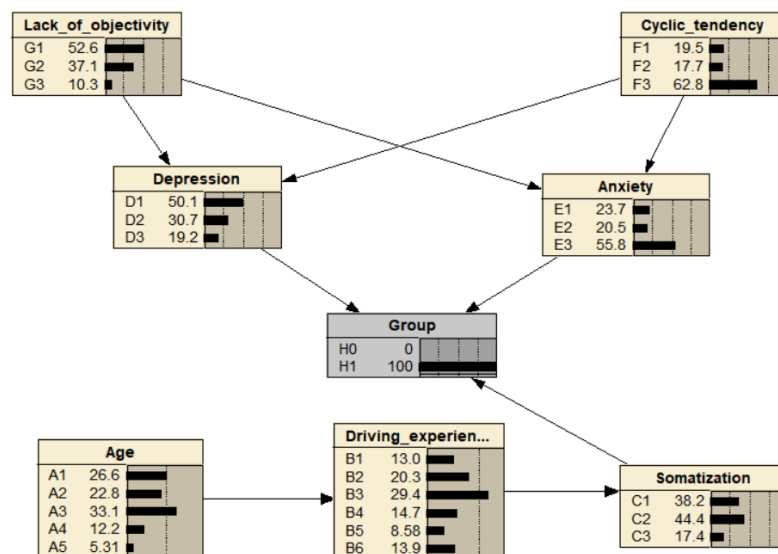 Lack_of_objectivity
G1 52.6
G2 37.1
G3 10.3
Cyclic_tendency
F1 19.5
F2 17.7
F3 62.8
Depression
D1 50.1
D2 30.7
D3 19.2
Anxiety
E1 23.7
E2 20.5
E3 55.8
Group
H0 0
H1 100
Age
A1 26.6
A2 22.8
A3 33.1
A4 12.2
A5 5.31
Driving_experien...
B1 13.0
B2 20.3
B3 29.4
B4 14.7
B5 8.58
B6 13.9
Somatization
C1 38.2
C2 44.4
C3 17.4